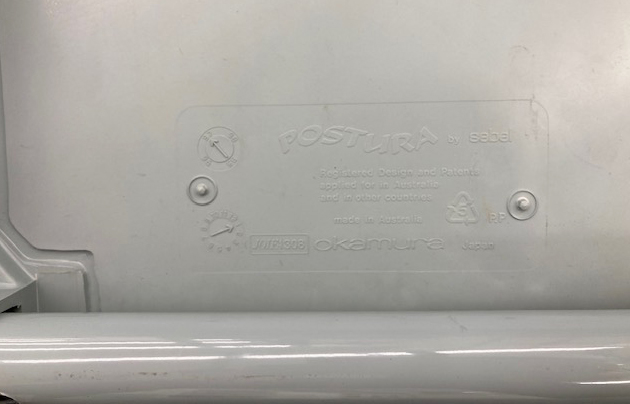 POSTURA by sebel
Registered Design and Patents
applied for in Australia
and in other countries
made in Australia
PP
okamura Japan